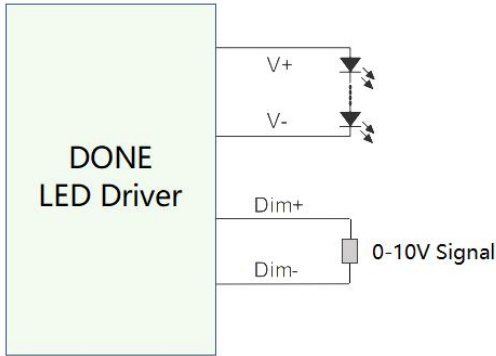 V+
V-
DONE
LED Driver
Dim+
0-10V Signal
Dim-